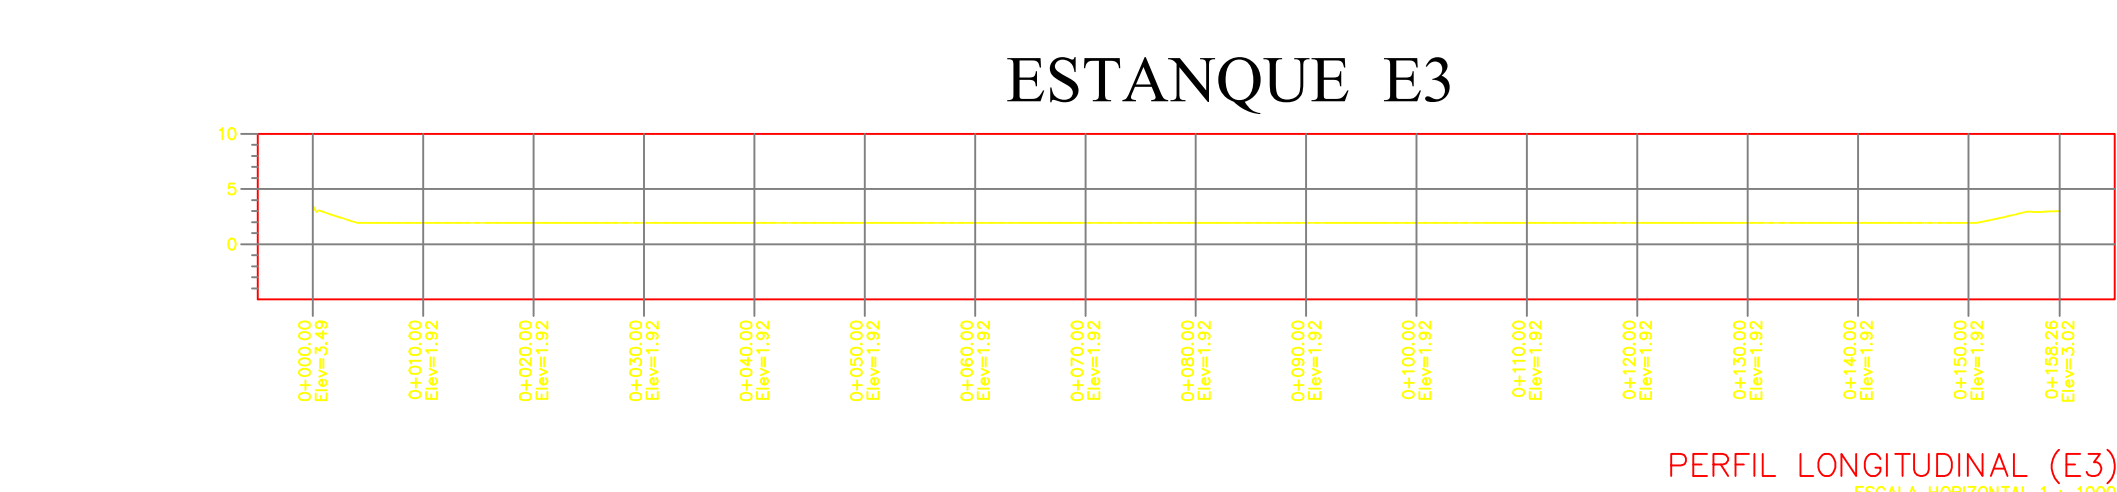 ESTANQUE E3
10
5
0
0+000.00
Elev=3.49
0+010.00
Elev=1.92
0+020.00
Elev=1.92
0+030.00
Elev=1.92
0+040.00
Elev=1.92
0+050.00
Elev=1.92
0+060.00
Elev=1.92
0+070.00
Elev=1.92
0+080.00
Elev=1.92
0+090.00
Elev=1.92
0+100.00
Elev=1.92
0+110.00
Elev=1.92
0+120.00
Elev=1.92
0+130.00
Elev=1.92
0+140.00
Elev=1.92
0+150.00
Elev=1.92
0+158.26
Elev=3.02
PERFIL LONGITUDINAL (E3)
ESCALA HORIZONTAL 1 : 1000